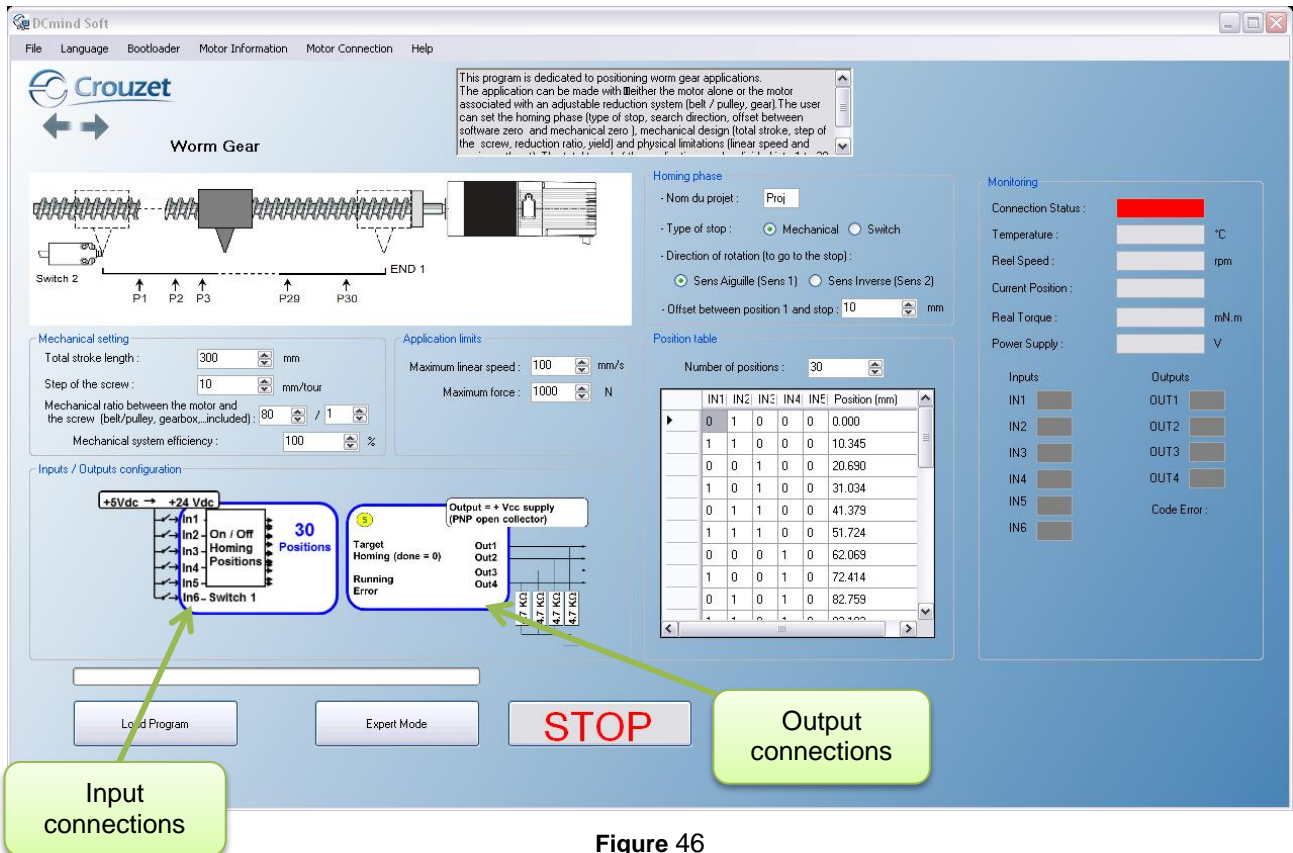 DCmind Soft
File Language Bootloader Motor Information Motor Connection Help
Crouzet
Worm Gear
This program is dedicated to positioning worm gear applications.
The application can be made with either the motor alone or the motor
associated with an adjustable reduction system (belt / pulley, gear).The user
can set the homing phase (type of stop, search direction, offset between
software zero and mechanical zero ), mechanical design (total stroke, step of
the screw, reduction ratio, yield) and physical limitations (linear speed and
Switch 2
END 1
P1 P2 P3 P29 P30
Homing phase
- Nom du projet : Proj
- Type of stop : Mechanical Switch
- Direction of rotation (to go to the stop) :
Sens Aiguille (Sens 1) Sens Inverse (Sens 2)
- Offset between position 1 and stop : 10 mm
Monitoring
Connection Status :
Temperature : °C
Reel Speed : rpm
Current Position :
Real Torque : mN.m
Power Supply : V
Inputs Outputs
IN1 OUT1
IN2 OUT2
IN3 OUT3
IN4 OUT4
IN5
Code Error :
IN6
Mechanical setting
Total stroke length : 300 mm
Step of the screw : 10 mm/tour
Mechanical ratio between the motor and
the screw (belt/pulley, gearbox,...included) : 80 / 1
Mechanical system efficiency : 100 %
Application limits
Maximum linear speed : 100 mm/s
Maximum force : 1000 N
Position table
Number of positions : 30
IN1 IN2 IN3 IN4 IN5 Position (mm)
0 1 0 0 0 0.000
1 1 0 0 0 10.345
0 0 1 0 0 20.690
1 0 1 0 0 31.034
0 1 1 0 0 41.379
1 1 1 0 0 51.724
0 0 0 1 0 62.069
1 0 0 1 0 72.414
0 1 0 1 0 82.759
Inputs / Outputs configuration
+5Vdc → +24 Vdc
In1
In2
In3
In4
In5
In6 - Switch 1
On / Off
Homing
Positions
30
Positions
5
Output = + Vcc supply
(PNP open collector)
Target Out1
Homing (done = 0) Out2
Running Out3
Error Out4
4.7 KΩ 4.7 KΩ 4.7 KΩ 4.7 KΩ
Load Program
Expert Mode
STOP
Input
connections
Output
connections
Figure 46